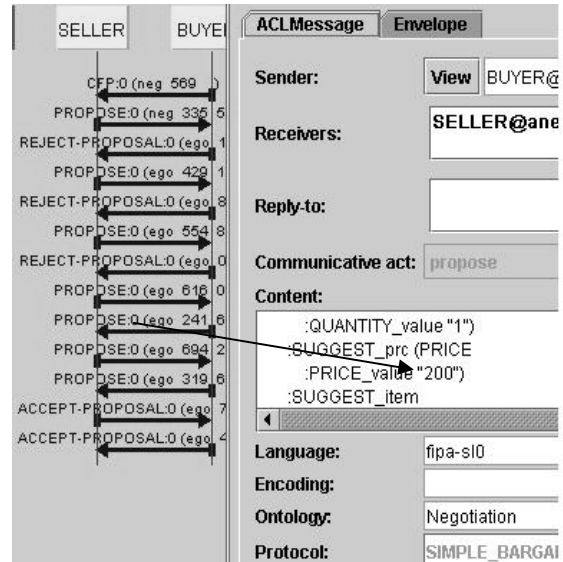 SELLER BUYE
CFP:0 (neg 569 )
PROPOSE:0 (neg 335 5
REJECT-PROPOSAL:0 (ego 1
PROPOSE:0 (ego 429 1
REJECT-PROPOSAL:0 (ego 8
PROPOSE:0 (ego 554 8
REJECT-PROPOSAL:0 (ego 0
PROPOSE:0 (ego 616 0
PROPOSE:0 (ego 241 6
PROPOSE:0 (ego 694 2
PROPOSE:0 (ego 319 6
ACCEPT-PROPOSAL:0 (ego 7
ACCEPT-PROPOSAL:0 (ego 4
ACLMessage Envelope
Sender: View BUYER@
Receivers: SELLER@ane
Reply-to:
Communicative act: propose
Content:
:QUANTITY_value "1")
:SUGGEST_prc (PRICE
:PRICE_value "200")
:SUGGEST_item
Language: fipa-sl0
Encoding:
Ontology: Negotiation
Protocol: SIMPLE_BARGAI